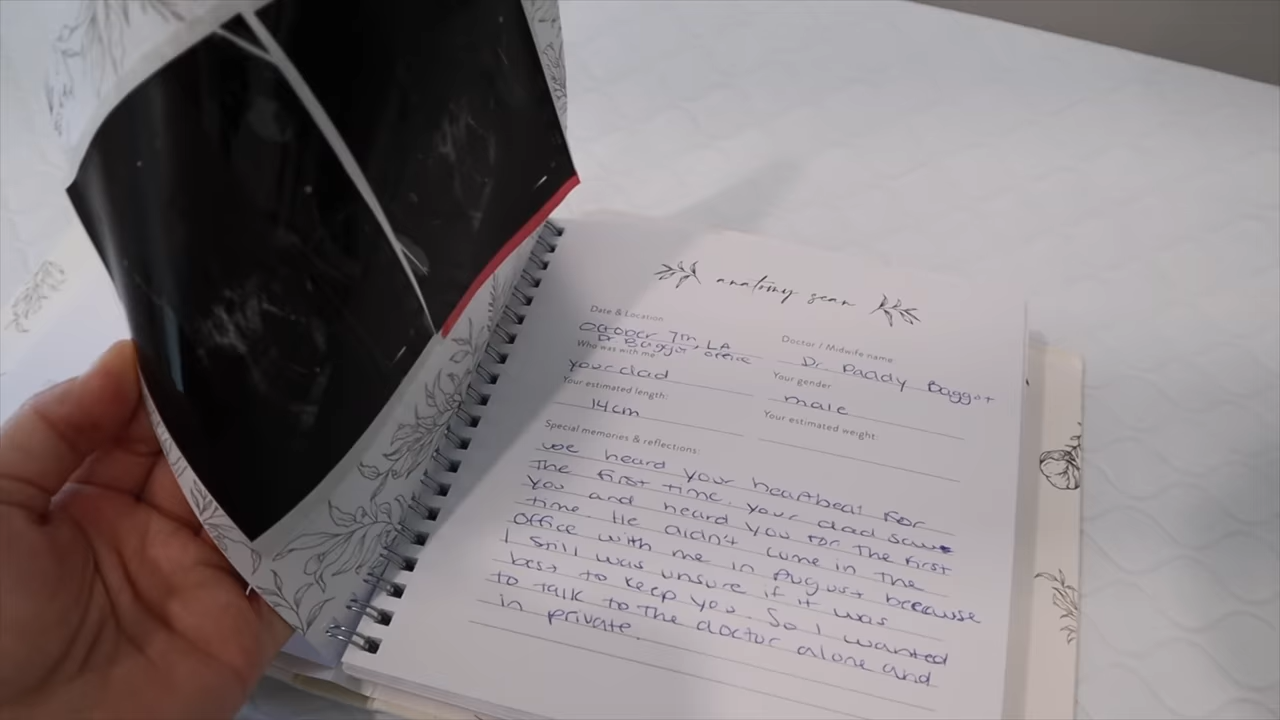 anatomy scan
Date & Location
October 7th, LA
Dr Baggot, office
Doctor / Midwife name
Dr. Paddy Baggot
Who was with me
your dad
Your gender
male
Your estimated length:
14cm
Your estimated weight:
Special memories & reflections:
we heard your heartbeat for
the first time. your dad saw
you and heard you for the first
time. He didn't come in the
office with me in August because
I still was unsure if it was
best to keep you. So I wanted
to talk to the doctor alone and
in private.